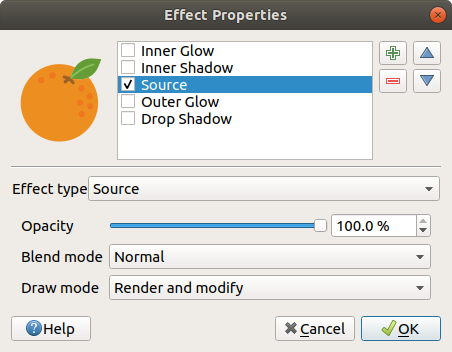 Effect Properties
Inner Glow
Inner Shadow
Source
Outer Glow
Drop Shadow
Effect type Source
Opacity 100.0 %
Blend mode Normal
Draw mode Render and modify
Help Cancel OK